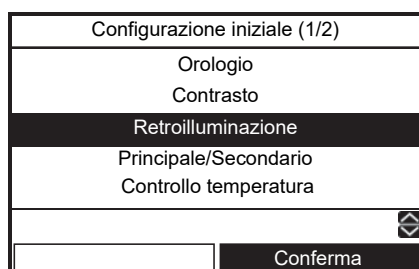 Configurazione iniziale (1/2)
Orologio
Contrasto
Retroilluminazione
Principale/Secondario
Controllo temperatura
Conferma